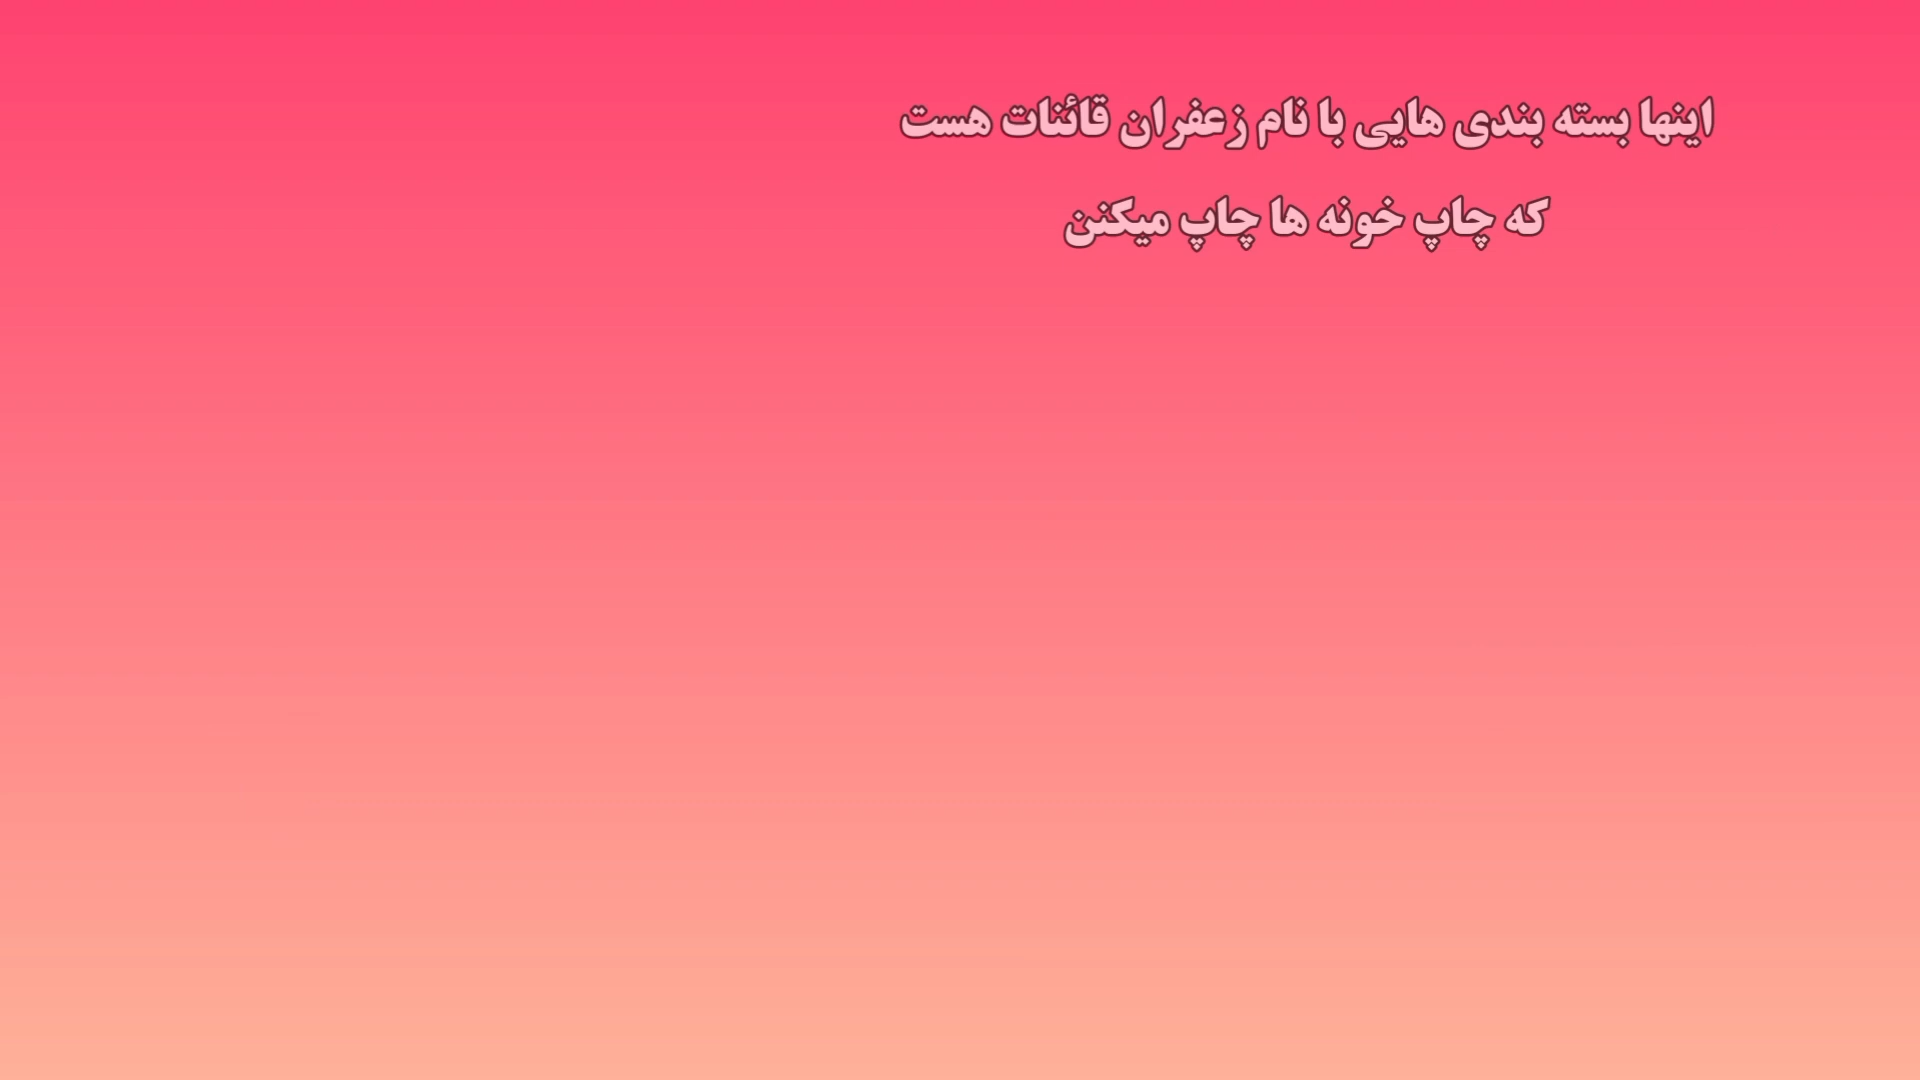 اینها بسته بندی هایی با نام زعفران قائنات هست
که چاپ خونه ها چاپ میکنن